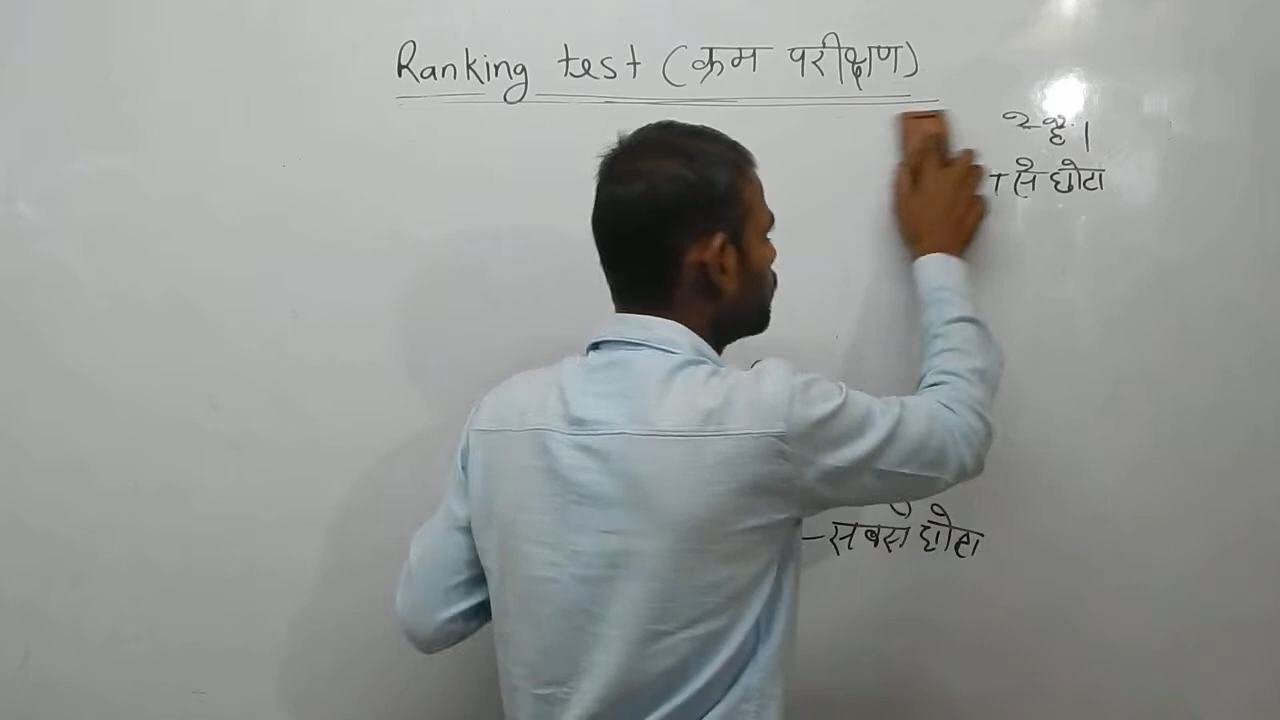 Ranking test (क्रम परीक्षण)
है।
से छोटा
- सबसे छोटा